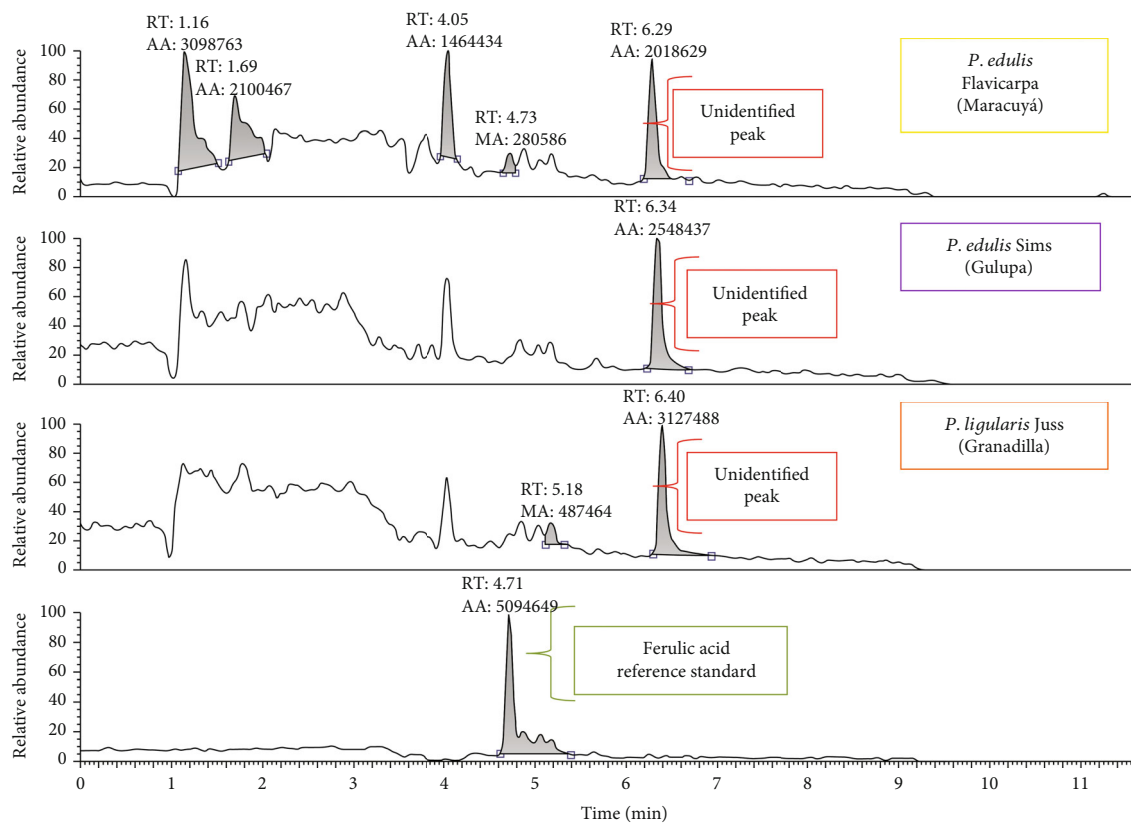 RT: 1.16
AA: 3098763
RT: 1.69
AA: 2100467
RT: 4.05
AA: 1464434
RT: 4.73
MA: 280586
RT: 6.29
AA: 2018629
Relative abundance
100
80
60
40
20
0
Unidentified
peak
P. edulis
Flavicarpa
(Maracuyá)
RT: 6.34
AA: 2548437
Relative abundance
100
80
60
40
20
0
Unidentified
peak
P. edulis Sims
(Gulupa)
RT: 6.40
AA: 3127488
RT: 5.18
MA: 487464
Relative abundance
100
80
60
40
20
0
Unidentified
peak
P. ligularis Juss
(Granadilla)
RT: 4.71
AA: 5094649
Relative abundance
100
80
60
40
20
0
Ferulic acid
reference standard
0 1 2 3 4 5 6 7 8 9 10 11
Time (min)